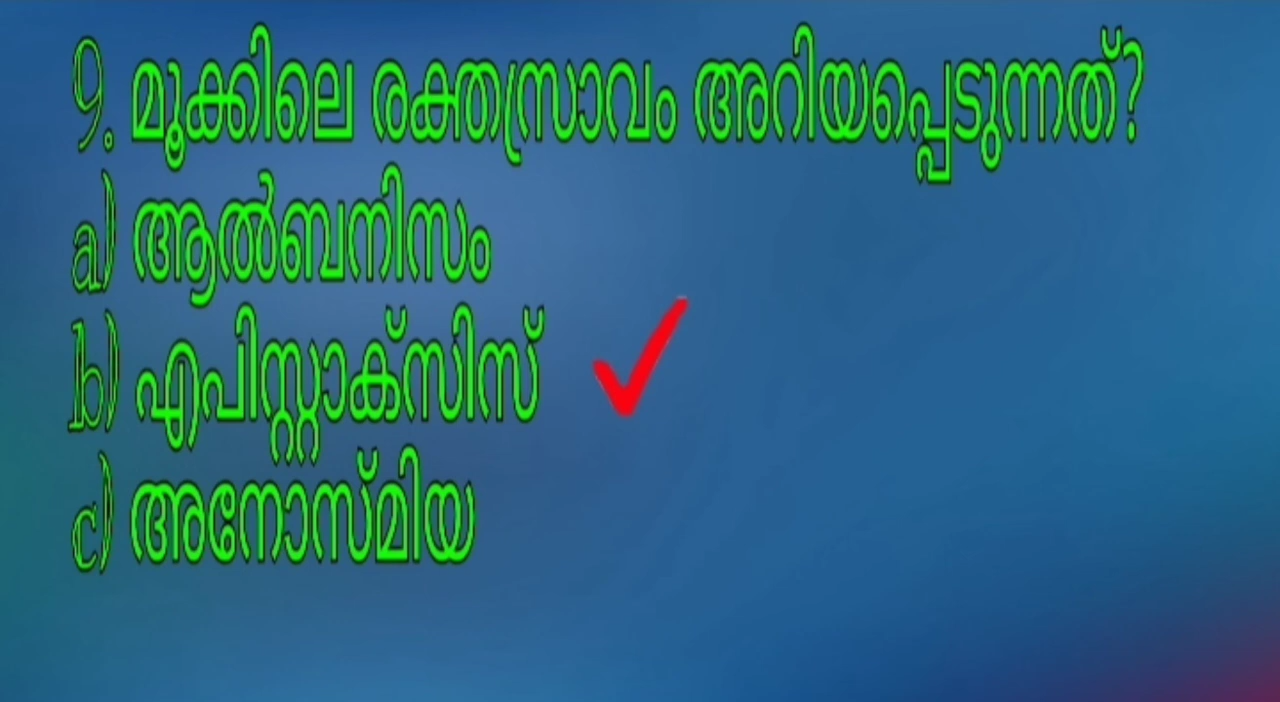 9. മൂക്കിലെ രക്തസ്രാവം അറിയപ്പെടുന്നത്?
a) ആൽബനിസം
b) എപിസ്റ്റാക്സിസ്
c) അനോസ്മിയ